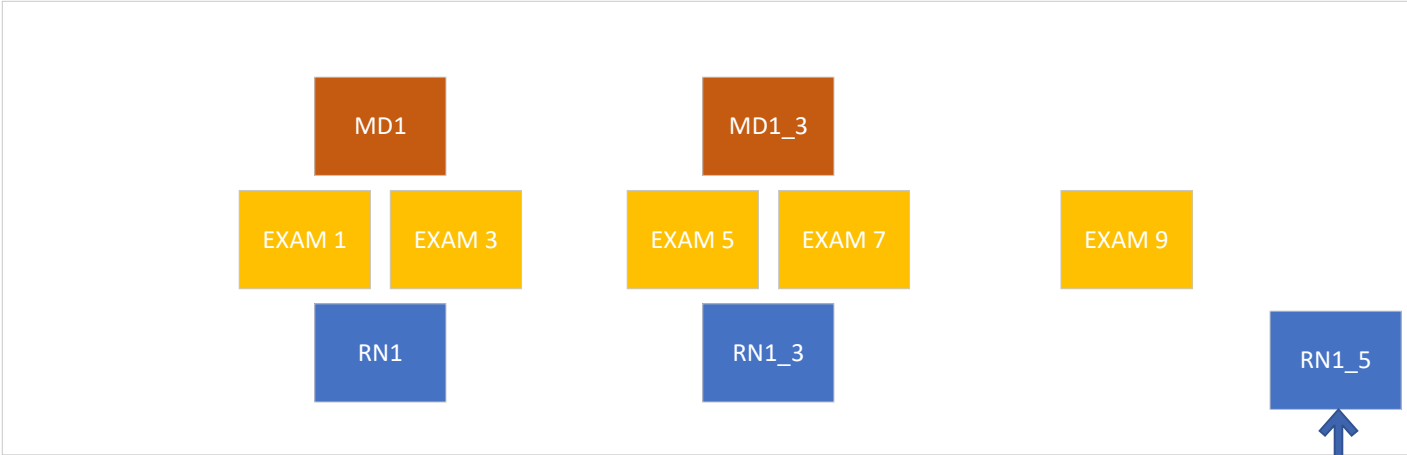 MD1
MD1_3
EXAM 1
EXAM 3
EXAM 5
EXAM 7
EXAM 9
RN1
RN1_3
RN1_5